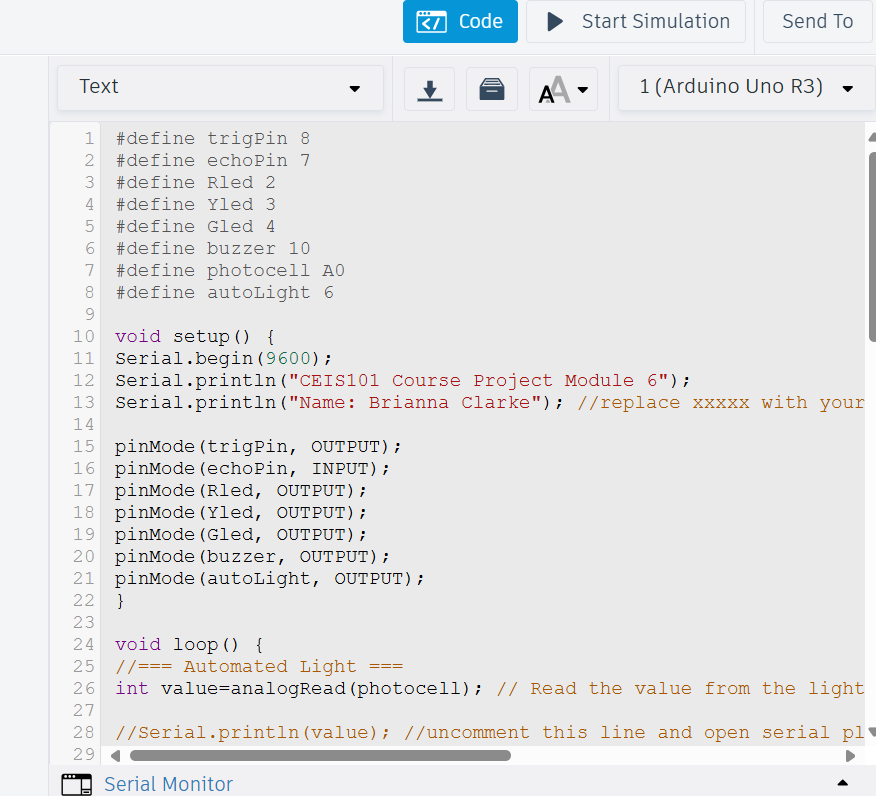 Code
Start Simulation
Send To
Text
AA
1 (Arduino Uno R3)
1 #define trigPin 8
2 #define echoPin 7
3 #define Rled 2
4 #define Yled 3
5 #define Gled 4
6 #define buzzer 10
7 #define photocell A0
8 #define autoLight 6
9
10 void setup() {
11 Serial.begin(9600);
12 Serial.println("CEIS101 Course Project Module 6");
13 Serial.println("Name: Brianna Clarke"); //replace xxxxx with your
14
15 pinMode(trigPin, OUTPUT);
16 pinMode(echoPin, INPUT);
17 pinMode(Rled, OUTPUT);
18 pinMode(Yled, OUTPUT);
19 pinMode(Gled, OUTPUT);
20 pinMode(buzzer, OUTPUT);
21 pinMode(autoLight, OUTPUT);
22 }
23
24 void loop() {
25 //=== Automated Light ===
26 int value=analogRead(photocell); // Read the value from the light
27
28 //Serial.println(value); //uncomment this line and open serial pl
29
Serial Monitor